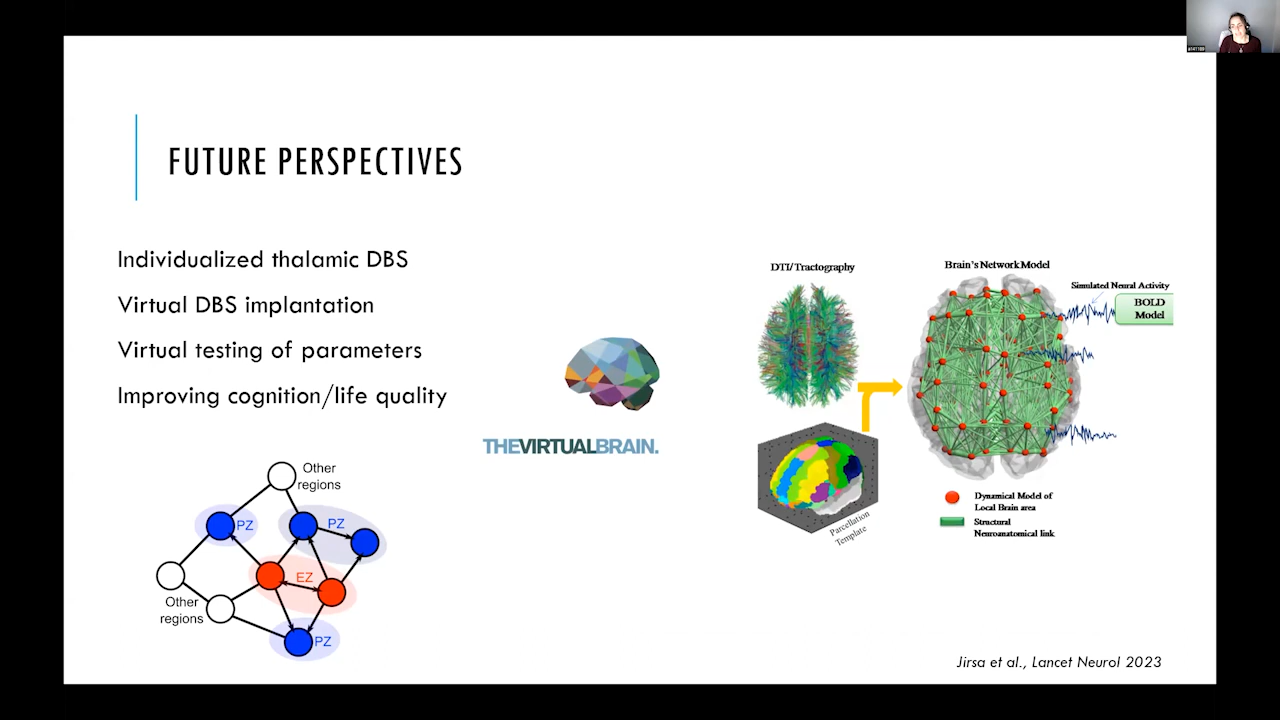 FUTURE PERSPECTIVES
Individualized thalamic DBS
Virtual DBS implantation
Virtual testing of parameters
Improving cognition/life quality
THEVIRTUALBRAIN.
Other
regions
PZ
PZ
EZ
Other
regions
PZ
DTI/Tractography
Brain's Network Model
Simulated Neural Activity
BOLD
Model
Parcellation
Template
Dynamical Model of
Local Brain area
Structural
Neuroanatomical link
Jirsa et al., Lancet Neurol 2023